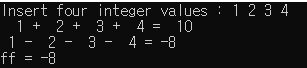 Insert four integer values : 1 2 3 4
1 + 2 + 3 + 4 = 10
1 - 2 - 3 - 4 = -8
ff = -8